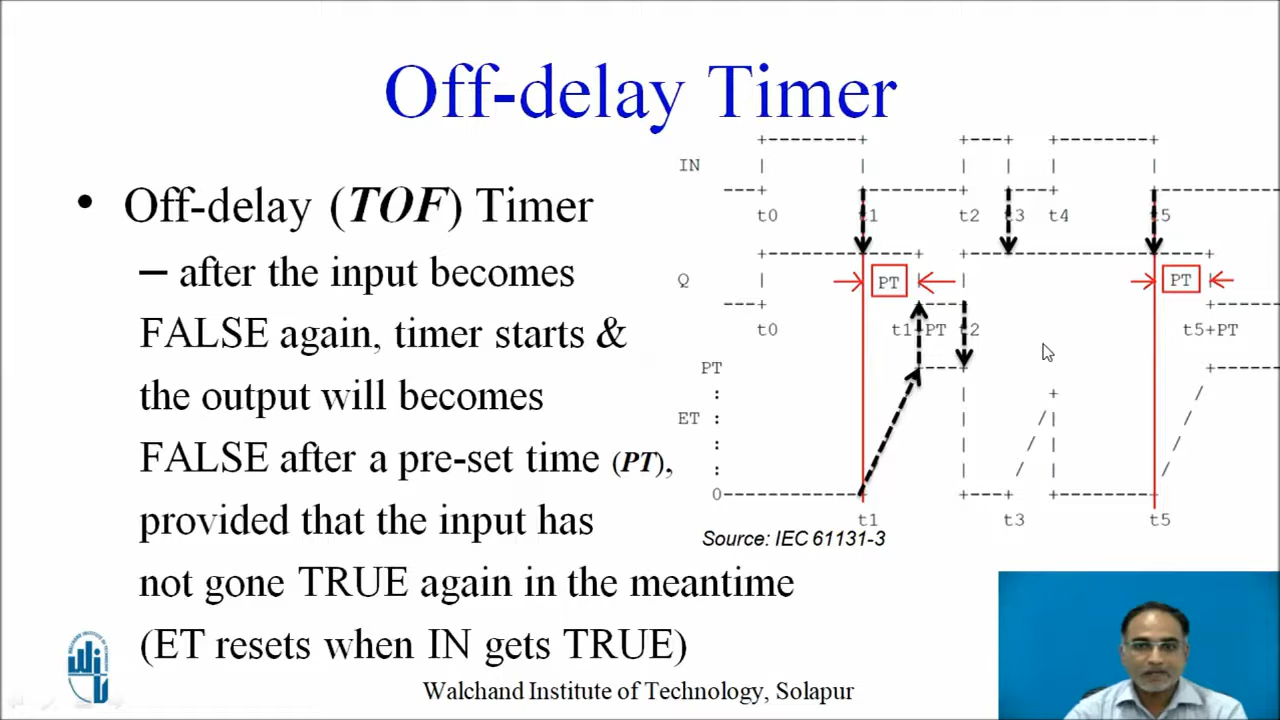 Off-delay Timer
• Off-delay (TOF) Timer
– after the input becomes
FALSE again, timer starts &
the output will becomes
FALSE after a pre-set time (PT),
provided that the input has
not gone TRUE again in the meantime
(ET resets when IN gets TRUE)
IN
t0 t1 t2 t3 t4 t5
PT PT
Q
t0 t1+PT t2 t5+PT
PT
:
ET :
:
:
0
t1 t3 t5
Source: IEC 61131-3
Walchand Institute of Technology, Solapur